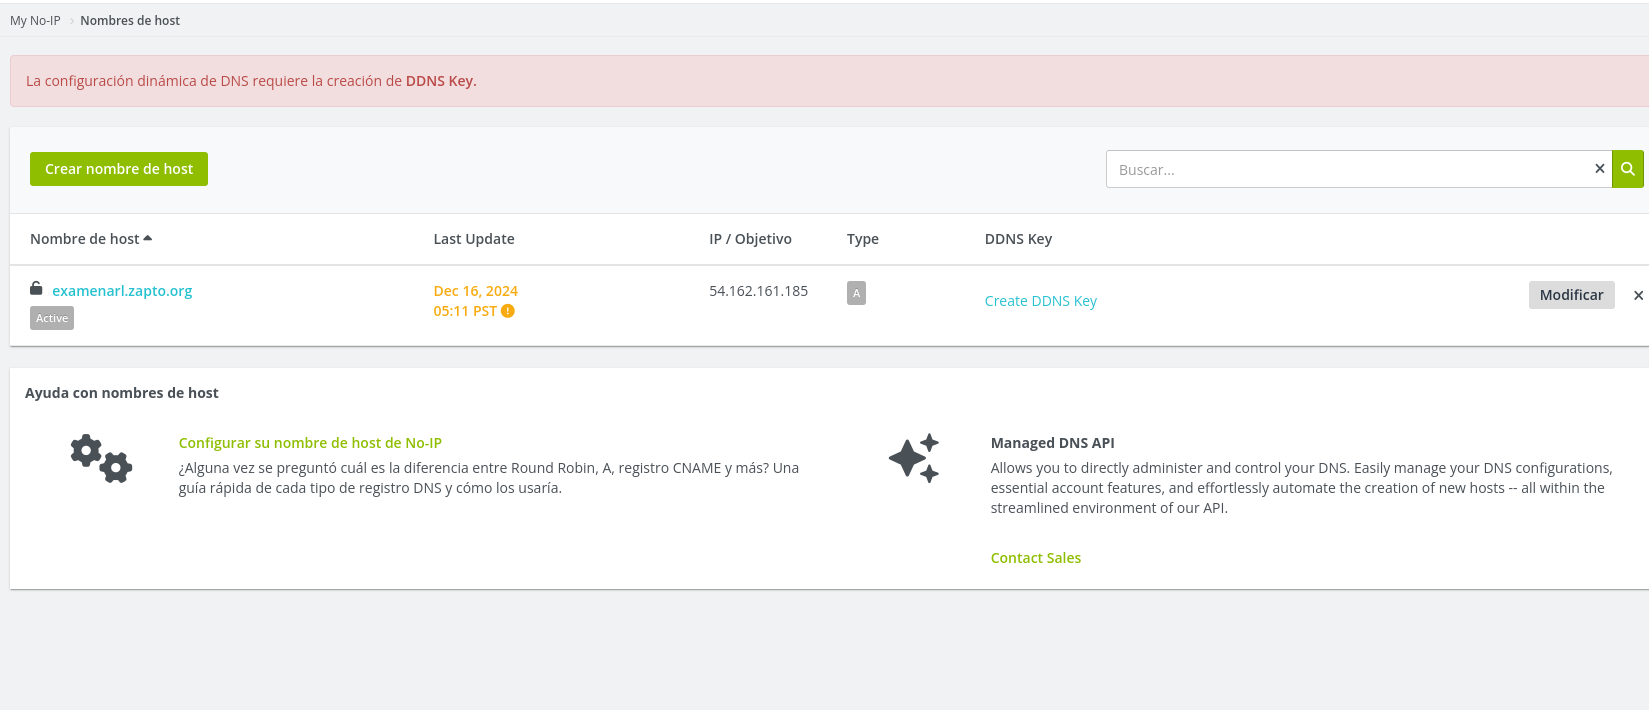 My No-IP › Nombres de host
La configuración dinámica de DNS requiere la creación de DDNS Key.
Crear nombre de host
Buscar... ×
Nombre de host Last Update IP / Objetivo Type DDNS Key
examenarl.zapto.org Dec 16, 2024 54.162.161.185 A Create DDNS Key Modificar ×
Active 05:11 PST !
Ayuda con nombres de host
Configurar su nombre de host de No-IP
¿Alguna vez se preguntó cuál es la diferencia entre Round Robin, A, registro CNAME y más? Una
guía rápida de cada tipo de registro DNS y cómo los usaría.
Managed DNS API
Allows you to directly administer and control your DNS. Easily manage your DNS configurations,
essential account features, and effortlessly automate the creation of new hosts -- all within the
streamlined environment of our API.
Contact Sales